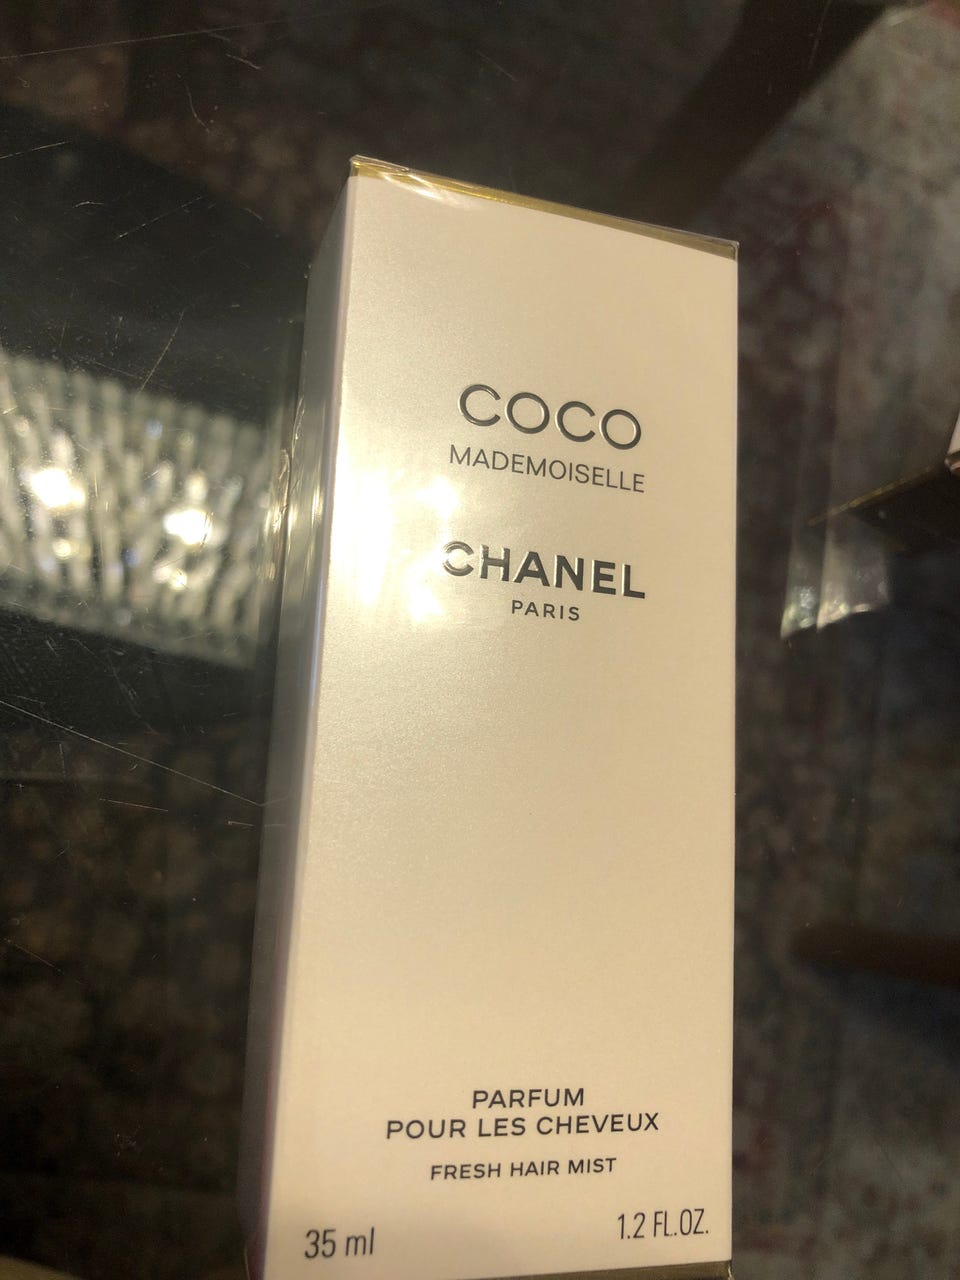 COCO
MADEMOISELLE
CHANEL
PARIS
PARFUM
POUR LES CHEVEUX
FRESH HAIR MIST
35 ml
1.2 FL.OZ.